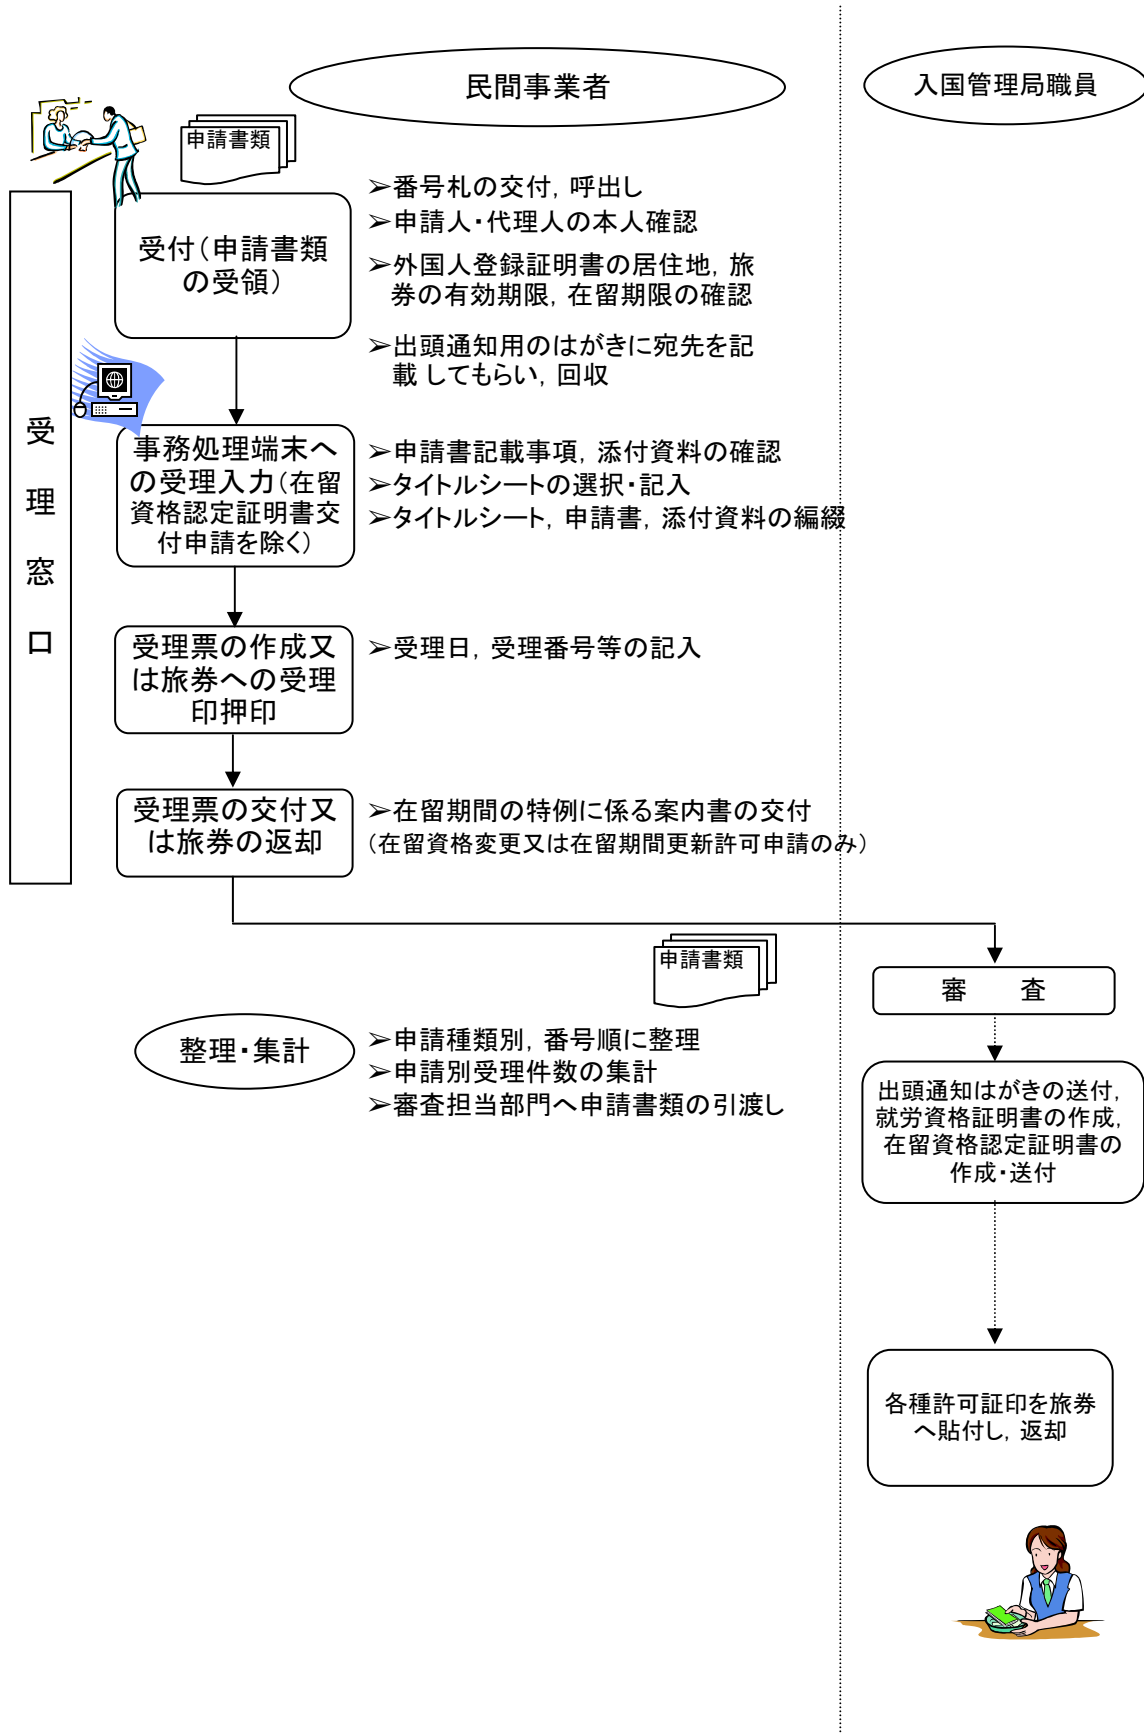 民間事業者
入国管理局職員
申請書類
受理窓口
受付（申請書類
の受領）
➢番号札の交付，呼出し
➢申請人・代理人の本人確認
➢外国人登録証明書の居住地，旅
券の有効期限，在留期限の確認
➢出頭通知用のはがきに宛先を記
載 してもらい，回収
事務処理端末へ
の受理入力（在留
資格認定証明書交
付申請を除く）
➢申請書記載事項，添付資料の確認
➢タイトルシートの選択・記入
➢タイトルシート，申請書，添付資料の編綴
受理票の作成又
は旅券への受理
印押印
➢受理日，受理番号等の記入
受理票の交付又
は旅券の返却
➢在留期間の特例に係る案内書の交付
（在留資格変更又は在留期間更新許可申請のみ）
申請書類
審　　査
整理・集計
➢申請種類別，番号順に整理
➢申請別受理件数の集計
➢審査担当部門へ申請書類の引渡し
出頭通知はがきの送付，
就労資格証明書の作成，
在留資格認定証明書の
作成・送付
各種許可証印を旅券
へ貼付し，返却